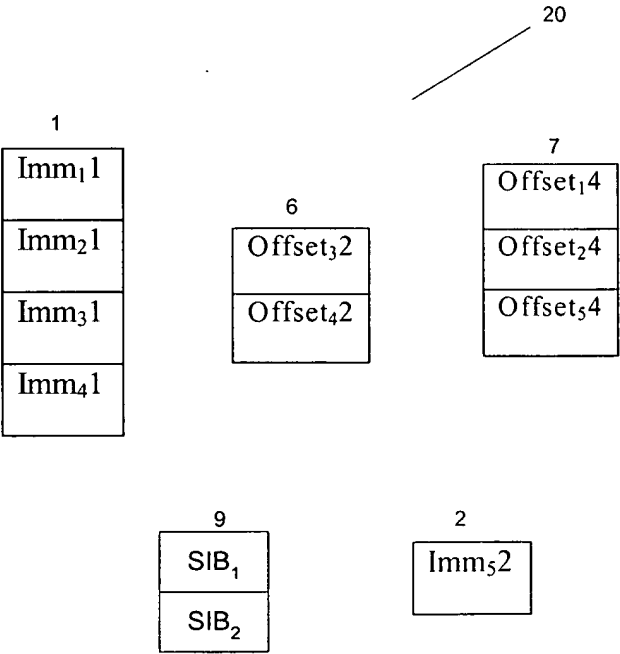 20
1
Imm₁1
Imm₂1
Imm₃1
Imm₄1
6
Offset₃2
Offset₄2
7
Offset₁4
Offset₂4
Offset₅4
9
SIB₁
SIB₂
2
Imm₅2